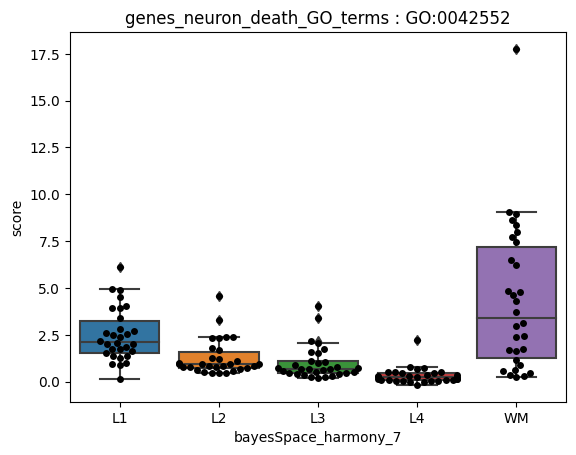 genes_neuron_death_GO_terms : GO:0042552
17.5
15.0
12.5
10.0
7.5
5.0
2.5
0.0
score
L1 L2 L3 L4 WM
bayesSpace_harmony_7